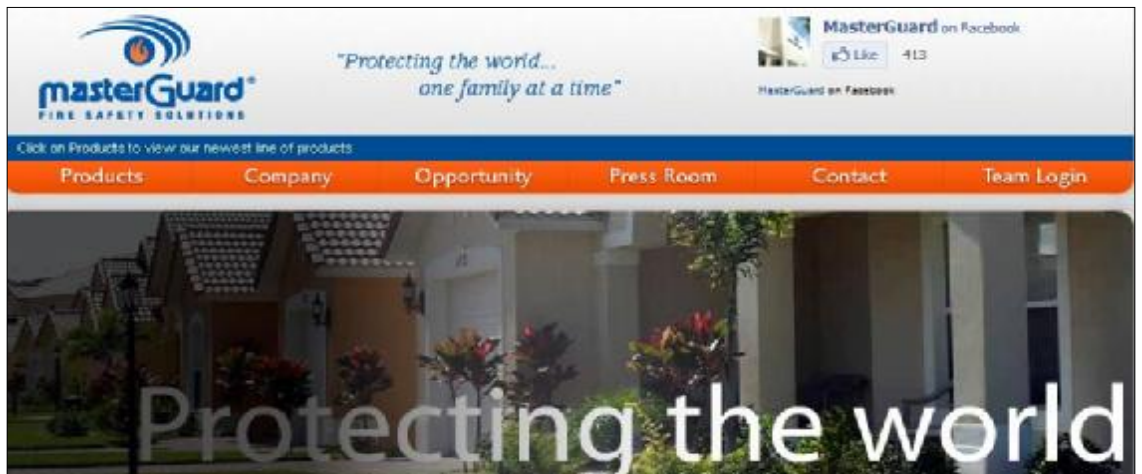 masterGuard®
FIRE SAFETY SOLUTIONS
"Protecting the world...
one family at a time"
MasterGuard on Facebook
Like 413
MasterGuard on Facebook
Click on Products to view our newest line of products
Products Company Opportunity Press Room Contact Team Login
Protecting the world